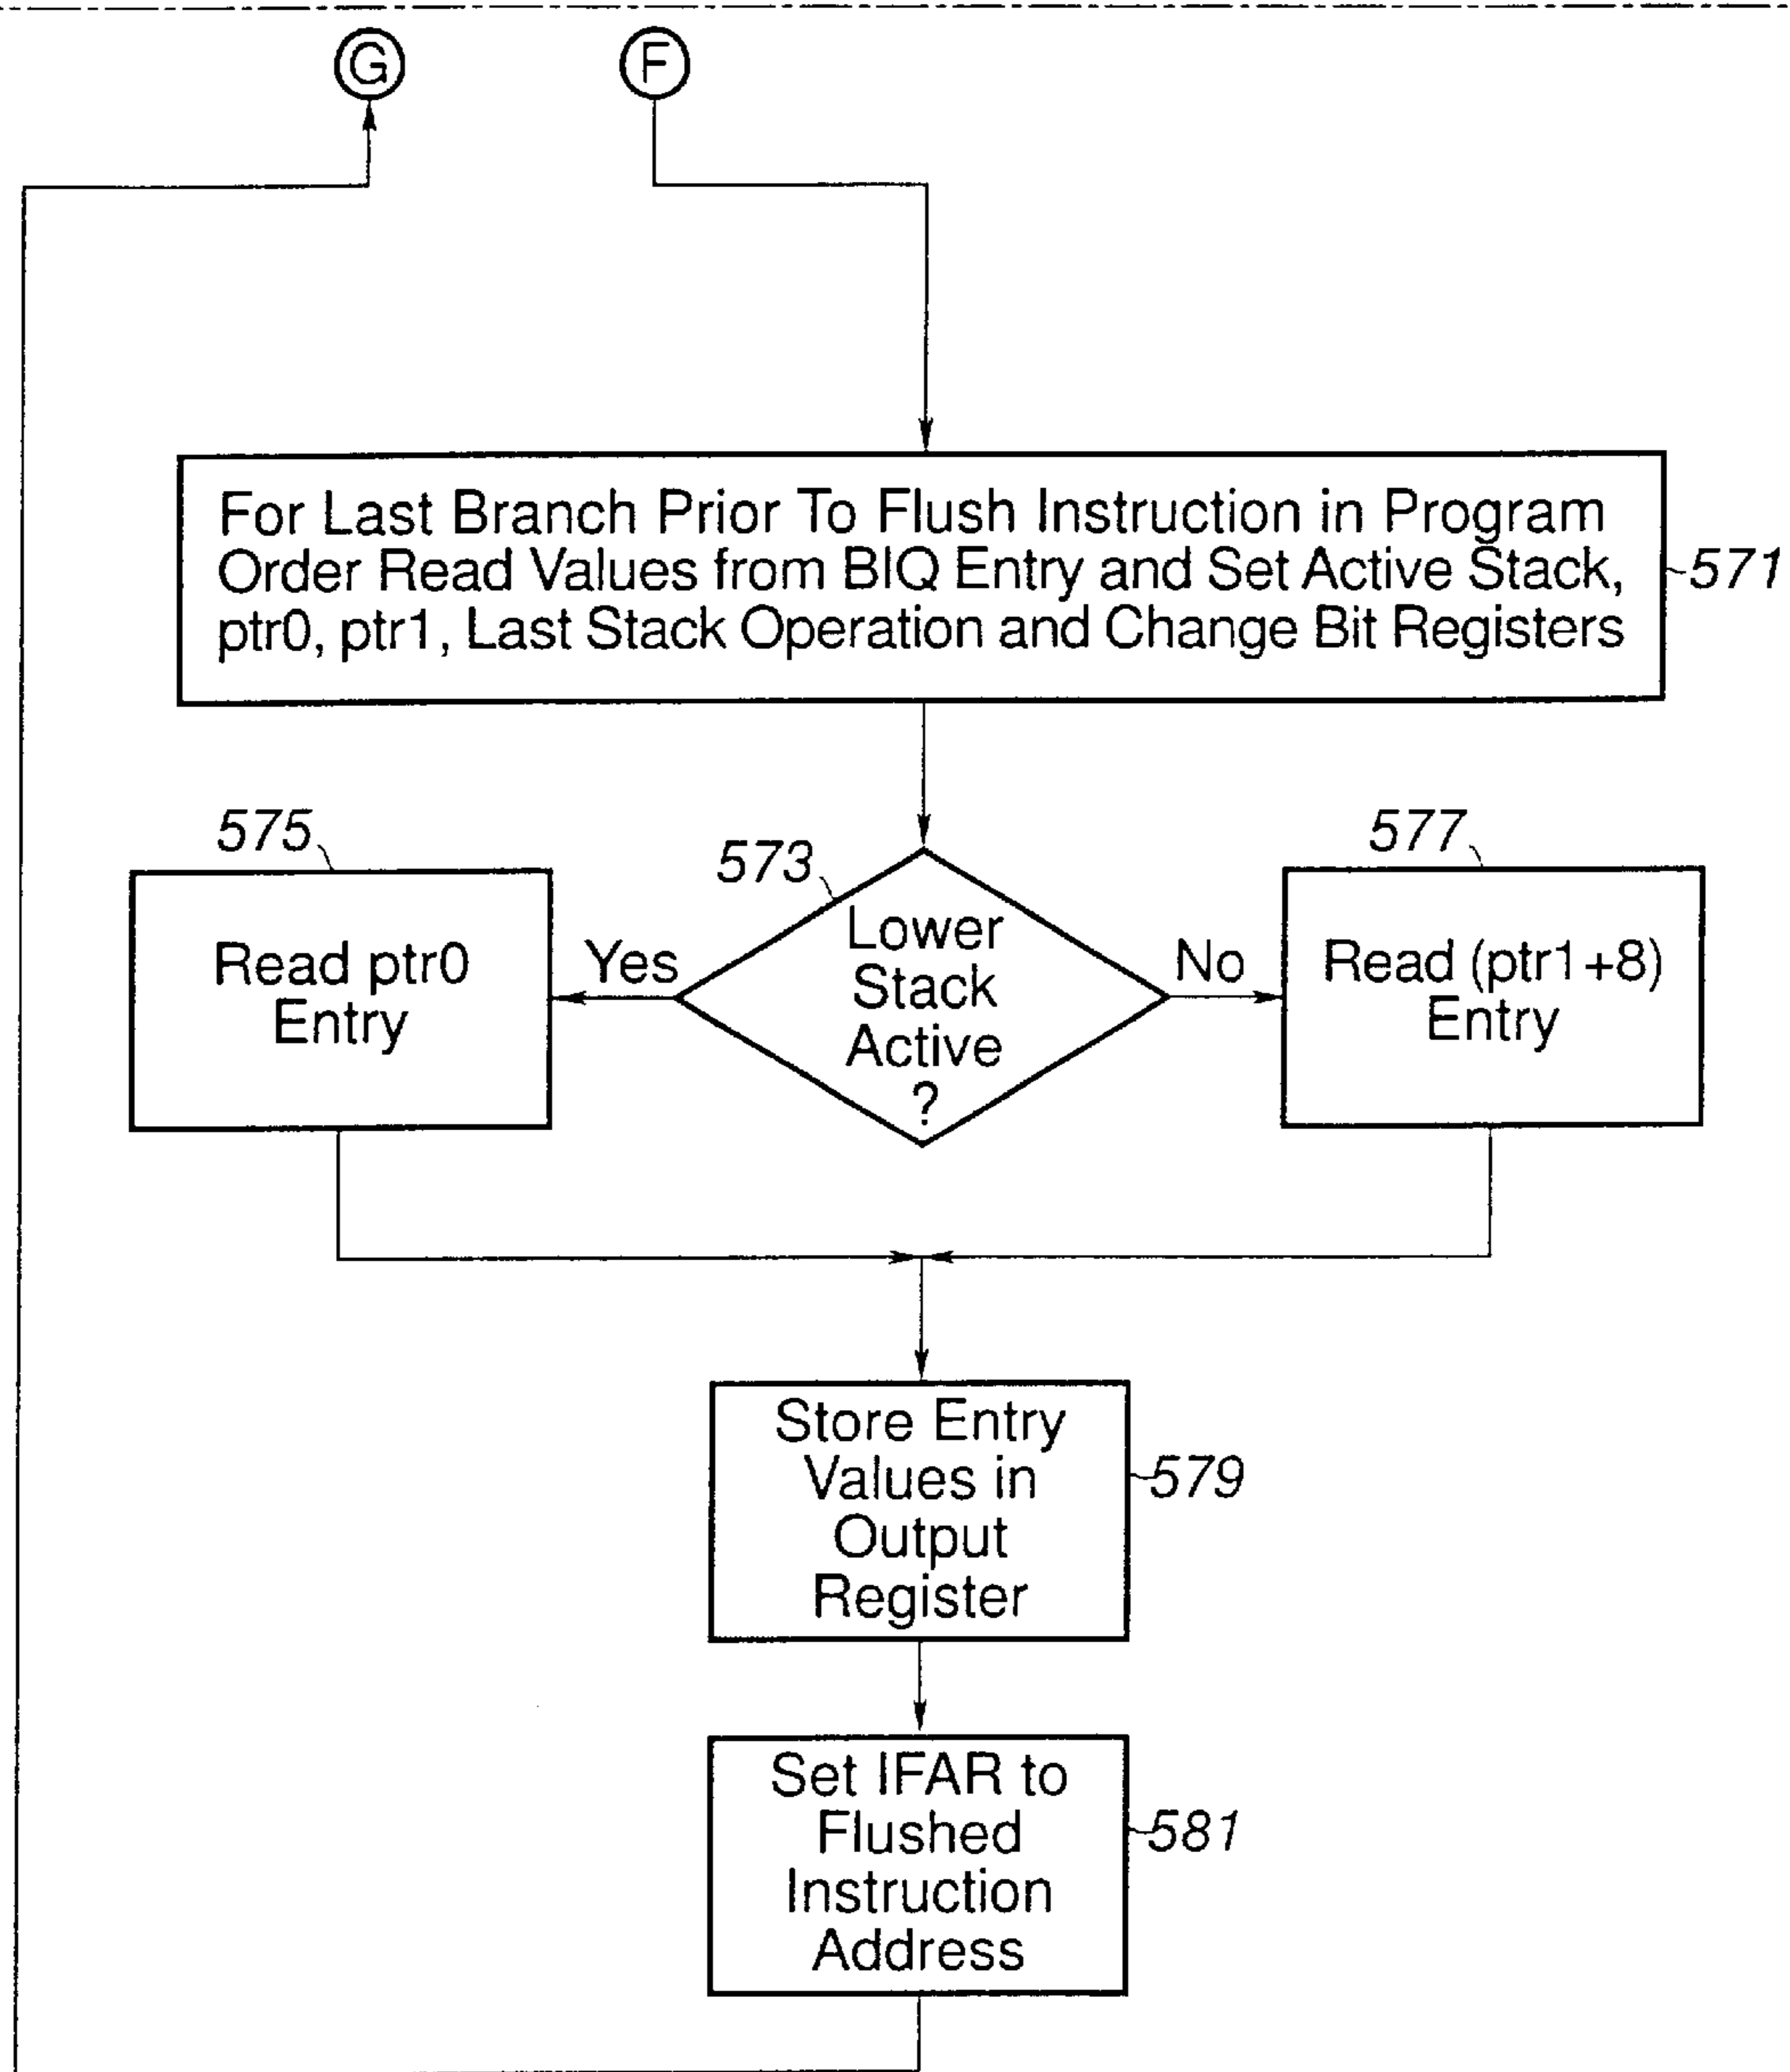 G
F
For Last Branch Prior To Flush Instruction in Program
Order Read Values from BIQ Entry and Set Active Stack,
ptr0, ptr1, Last Stack Operation and Change Bit Registers
571
575
573
577
Read ptr0
Entry
Yes
Lower
Stack
Active
?
No
Read (ptr1+8)
Entry
Store Entry
Values in
Output
Register
579
Set IFAR to
Flushed
Instruction
Address
581